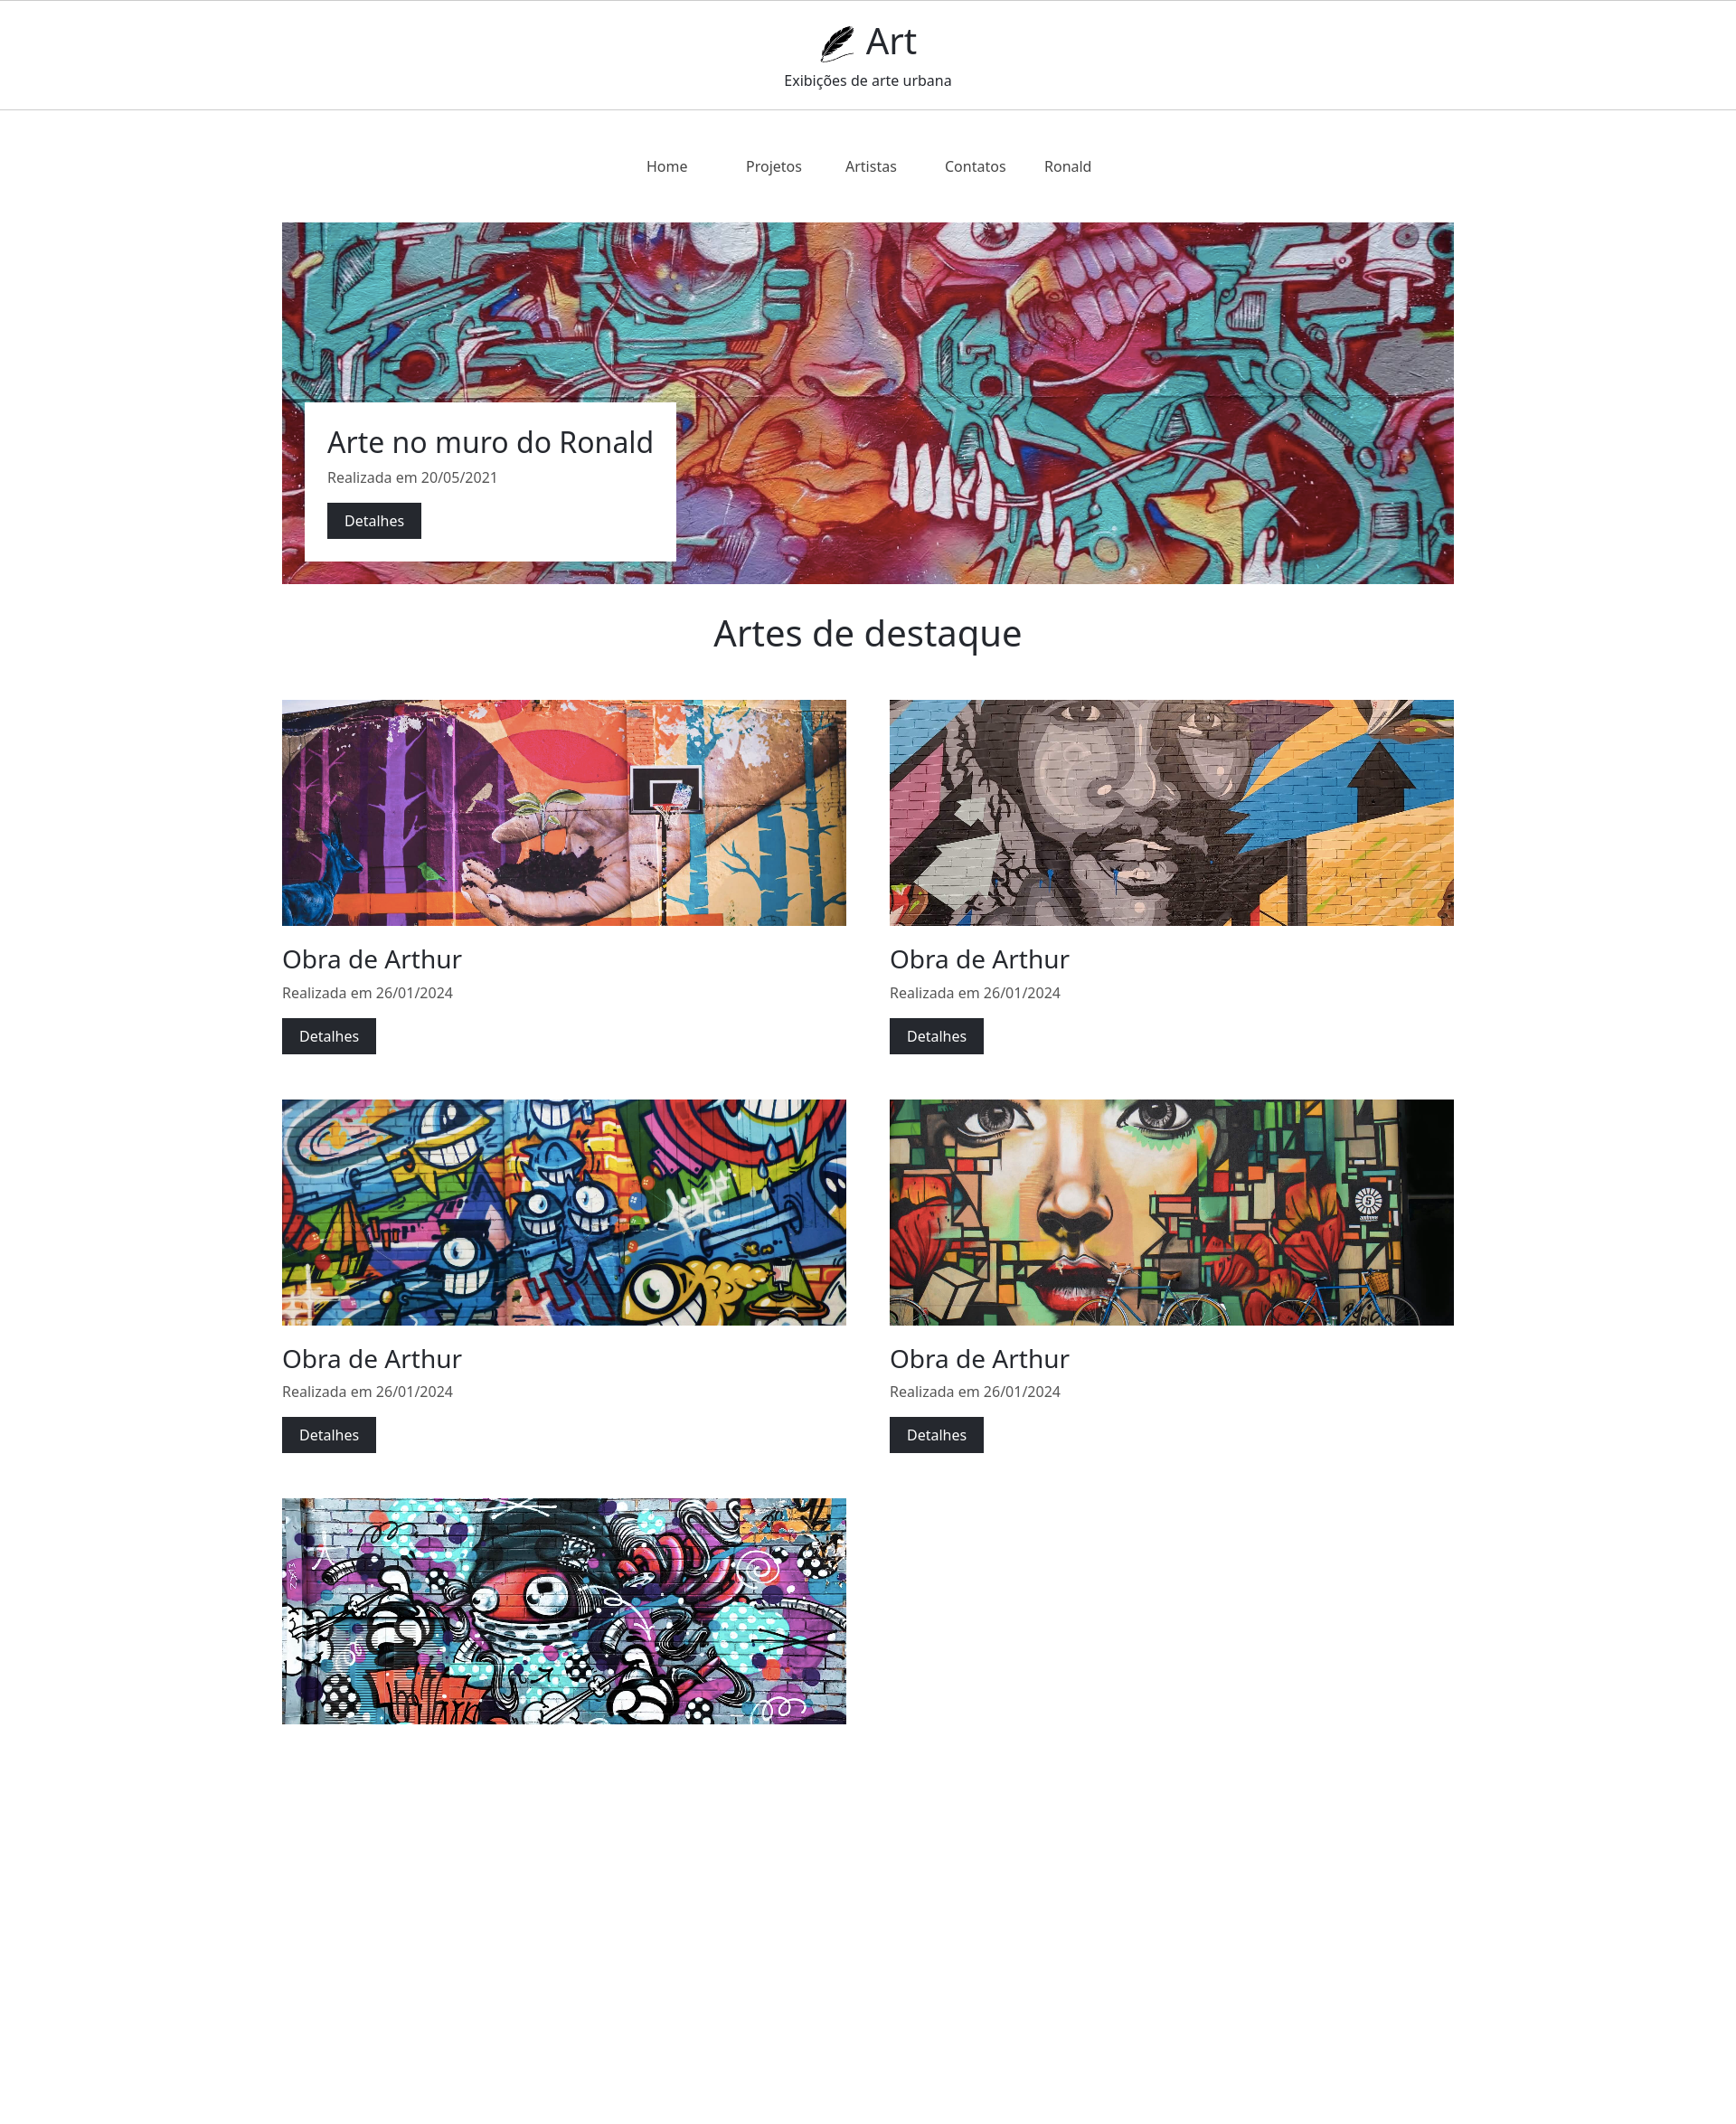 Art
Exibições de arte urbana
Home Projetos Artistas Contatos Ronald
Arte no muro do Ronald
Realizada em 20/05/2021
Detalhes
Artes de destaque
Obra de Arthur
Realizada em 26/01/2024
Detalhes
Obra de Arthur
Realizada em 26/01/2024
Detalhes
Obra de Arthur
Realizada em 26/01/2024
Detalhes
Obra de Arthur
Realizada em 26/01/2024
Detalhes